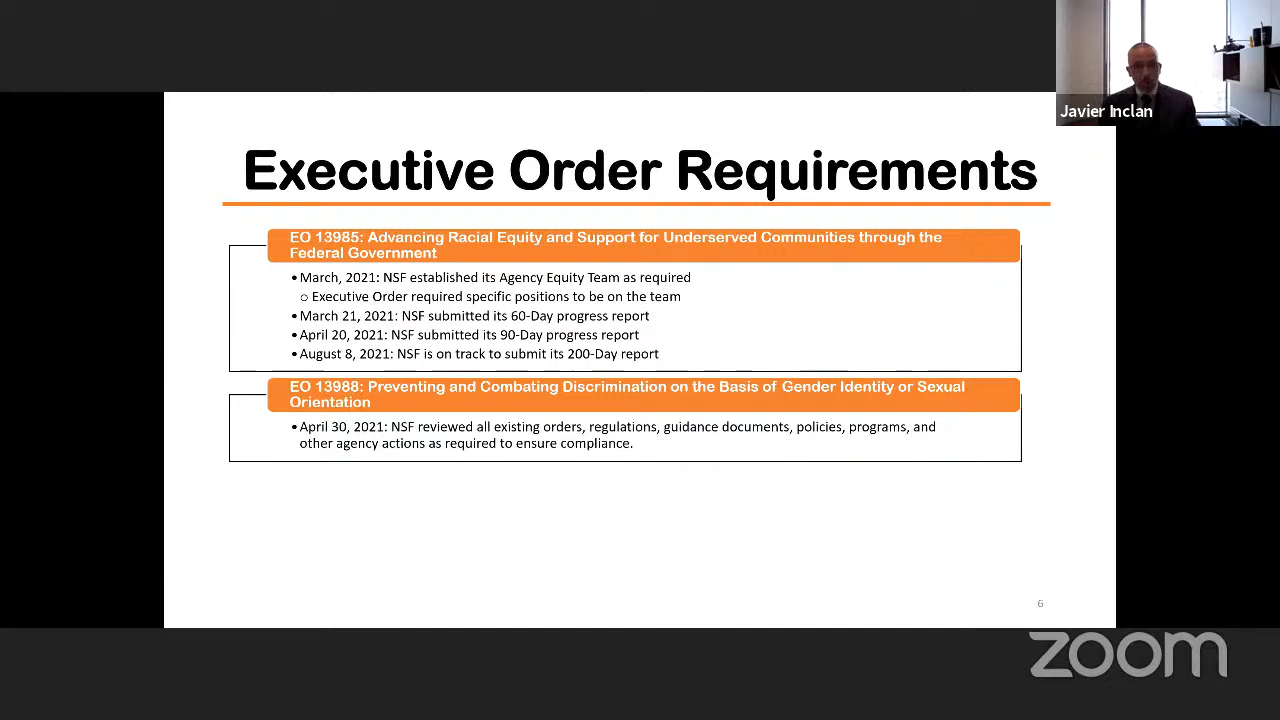 Javier Inclan
Executive Order Requirements
EO 13985: Advancing Racial Equity and Support for Underserved Communities through the
Federal Government
•March, 2021: NSF established its Agency Equity Team as required
o Executive Order required specific positions to be on the team
•March 21, 2021: NSF submitted its 60-Day progress report
•April 20, 2021: NSF submitted its 90-Day progress report
•August 8, 2021: NSF is on track to submit its 200-Day report
EO 13988: Preventing and Combating Discrimination on the Basis of Gender Identity or Sexual
Orientation
•April 30, 2021: NSF reviewed all existing orders, regulations, guidance documents, policies, programs, and
other agency actions as required to ensure compliance.
6
zoom